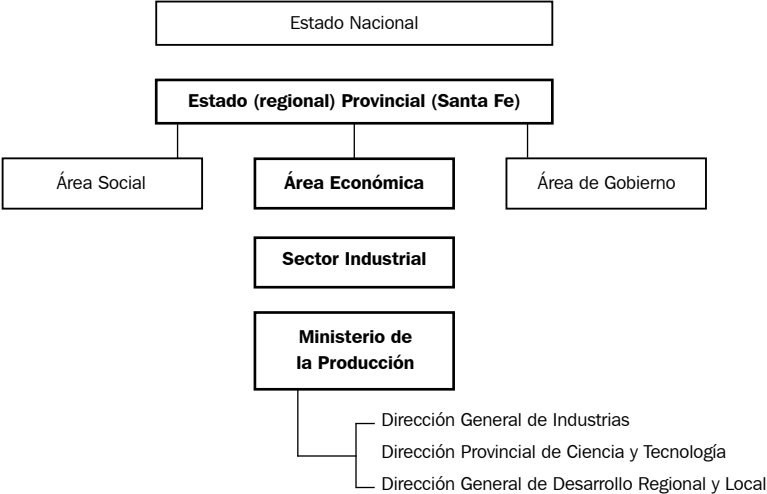 Estado Nacional
Estado (regional) Provincial (Santa Fe)
Área Social
Área Económica
Área de Gobierno
Sector Industrial
Ministerio de
la Producción
Dirección General de Industrias
Dirección Provincial de Ciencia y Tecnología
Dirección General de Desarrollo Regional y Local